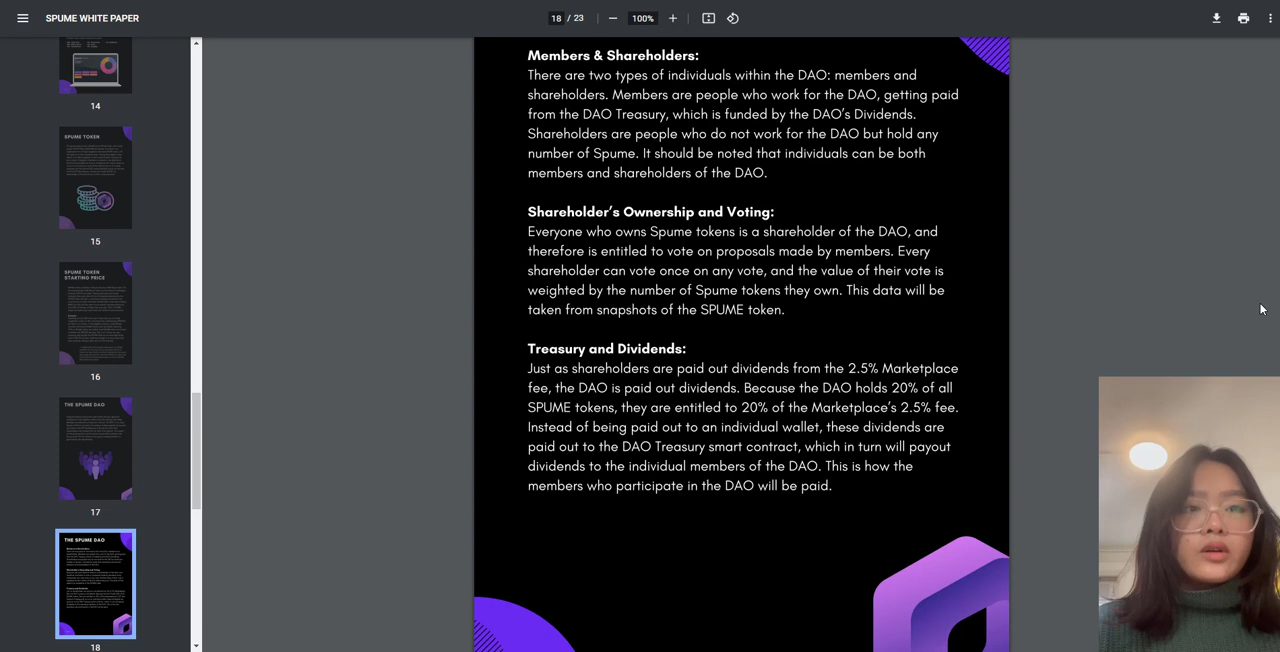 SPUME WHITE PAPER
18 / 23
100%
14
SPUME TOKEN
15
SPUME TOKEN
STARTING PRICE
16
THE SPUME DAO
17
THE SPUME DAO
18
Members & Shareholders:
There are two types of individuals within the DAO: members and
shareholders. Members are people who work for the DAO, getting paid
from the DAO Treasury, which is funded by the DAO's Dividends.
Shareholders are people who do not work for the DAO but hold any
number of Spume. It should be noted that individuals can be both
members and shareholders of the DAO.
Shareholder's Ownership and Voting:
Everyone who owns Spume tokens is a shareholder of the DAO, and
therefore is entitled to vote on proposals made by members. Every
shareholder can vote once on any vote, and the value of their vote is
weighted by the number of Spume tokens they own. This data will be
taken from snapshots of the SPUME token.
Treasury and Dividends:
Just as shareholders are paid out dividends from the 2.5% Marketplace
fee, the DAO is paid out dividends. Because the DAO holds 20% of all
SPUME tokens, they are entitled to 20% of the Marketplace's 2.5% fee.
Instead of being paid out to an individual wallet, these dividends are
paid out to the DAO Treasury smart contract, which in turn will payout
dividends to the individual members of the DAO. This is how the
members who participate in the DAO will be paid.